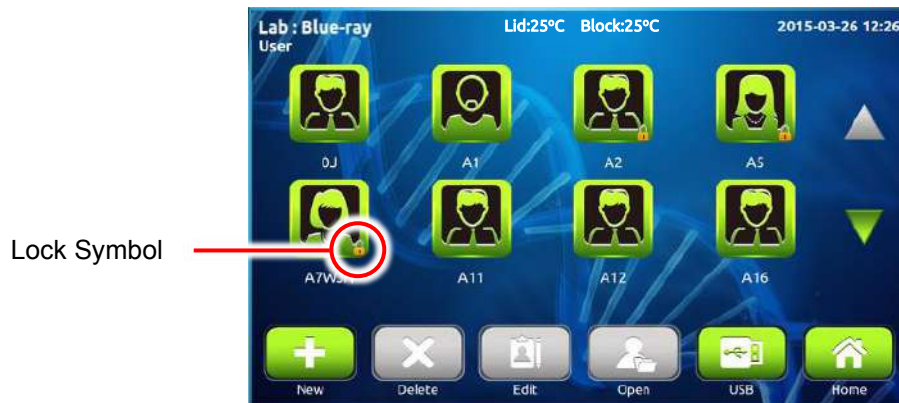 Lab : Blue-ray Lid:25°C Block:25°C 2015-03-26 12:26
User
0J A1 A2 A5
Lock Symbol
A11 A12 A16
New Delete Edit Open USB Home